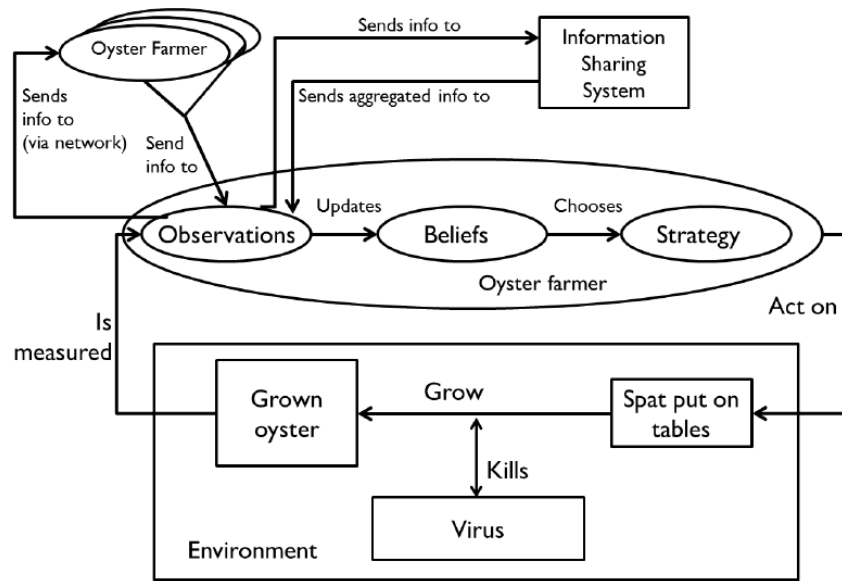 Oyster Farmer
Sends info to
Information
Sharing
System
Sends
info to
(via network)
Sends aggregated info to
Send
info to
Updates
Chooses
Observations
Beliefs
Strategy
Oyster farmer
Act on
Is
measured
Grown
oyster
Grow
Spat put on
tables
Kills
Virus
Environment